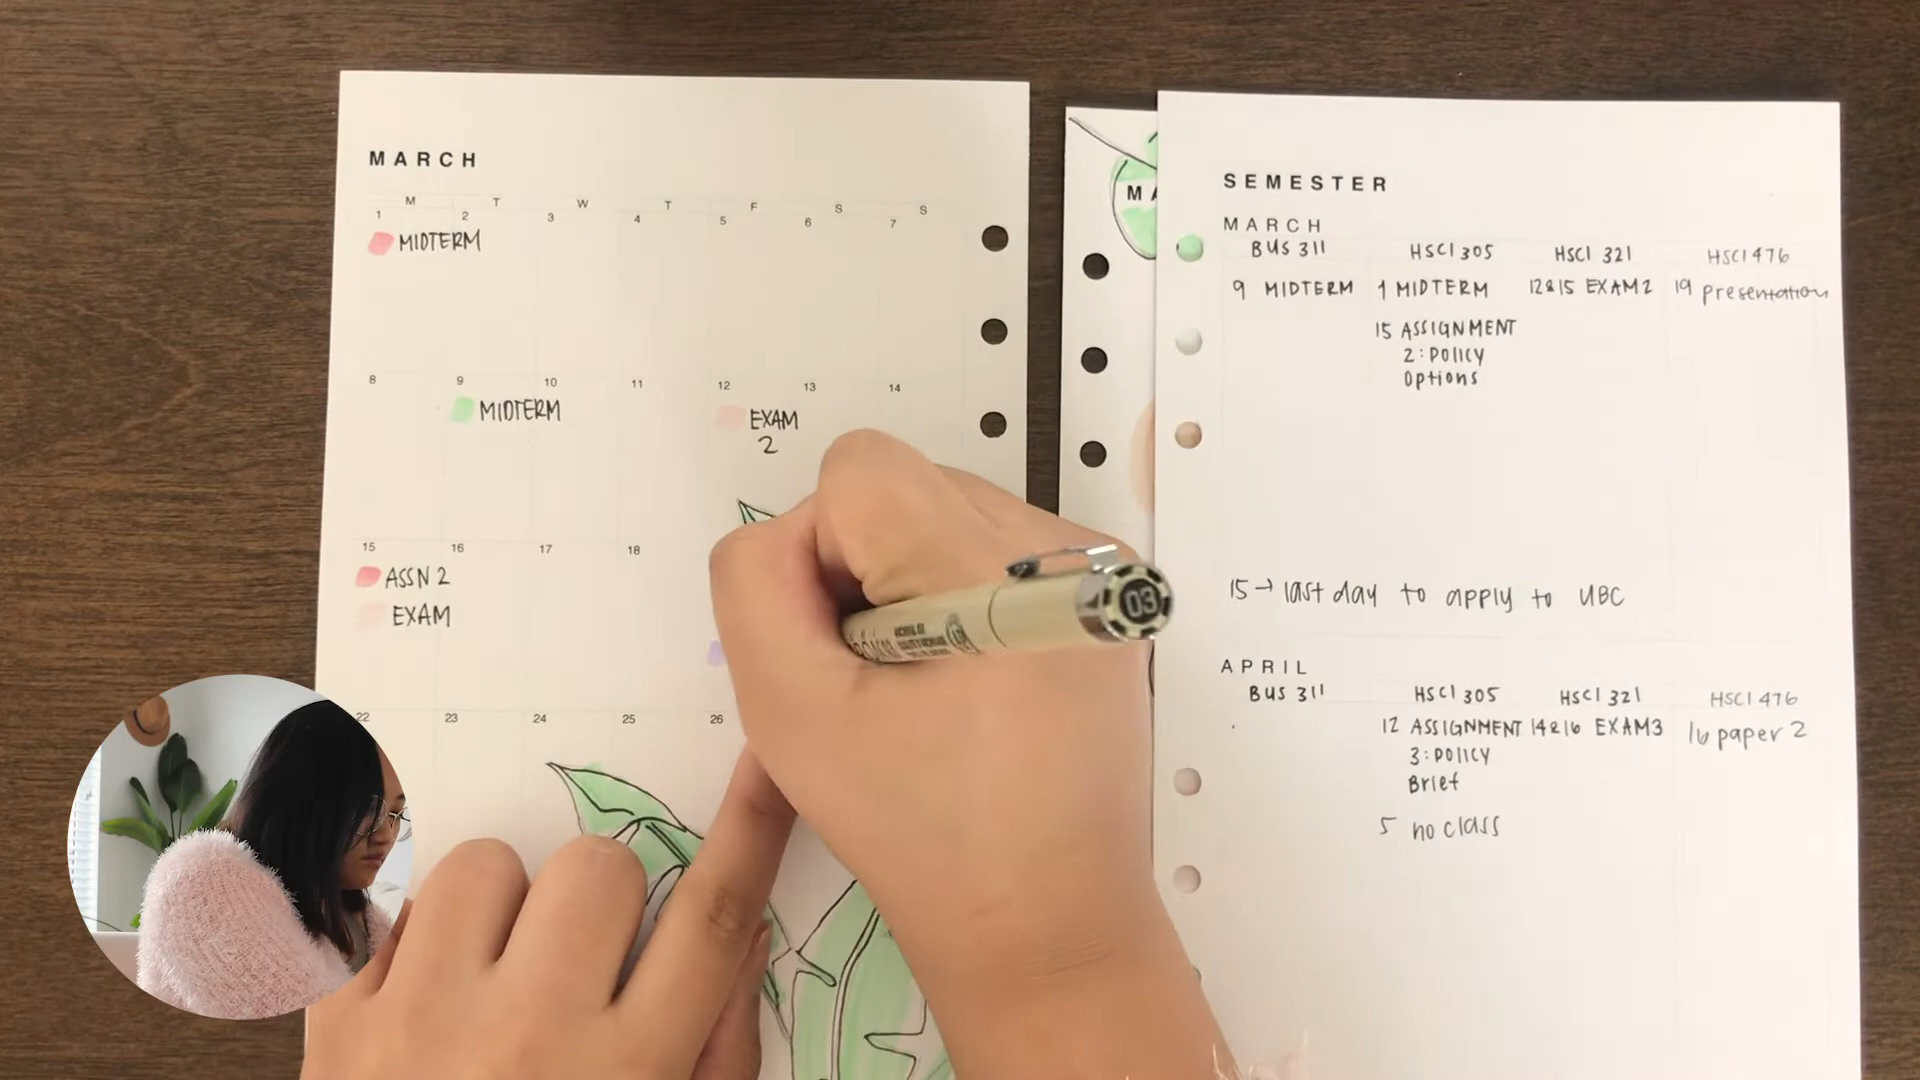 MARCH
M T W T F S S
1 2 3 4 5 6 7
MIDTERM
8 9 10 11 12 13 14
MIDTERM
EXAM
2
15 16 17 18
ASSN 2
EXAM
22 23 24 25 26
03
MA
SEMESTER
MARCH
BUS 311 HSCI 305 HSCI 321 HSCI 476
9 MIDTERM 1 MIDTERM 12&15 EXAM 2 19 presentation
15 ASSIGNMENT
2: POLICY
Options
15 → last day to apply to UBC
APRIL
BUS 311 HSCI 305 HSCI 321 HSCI 476
12 ASSIGNMENT 14&16 EXAM 3 16 paper 2
3: POLICY
Brief
5 no class